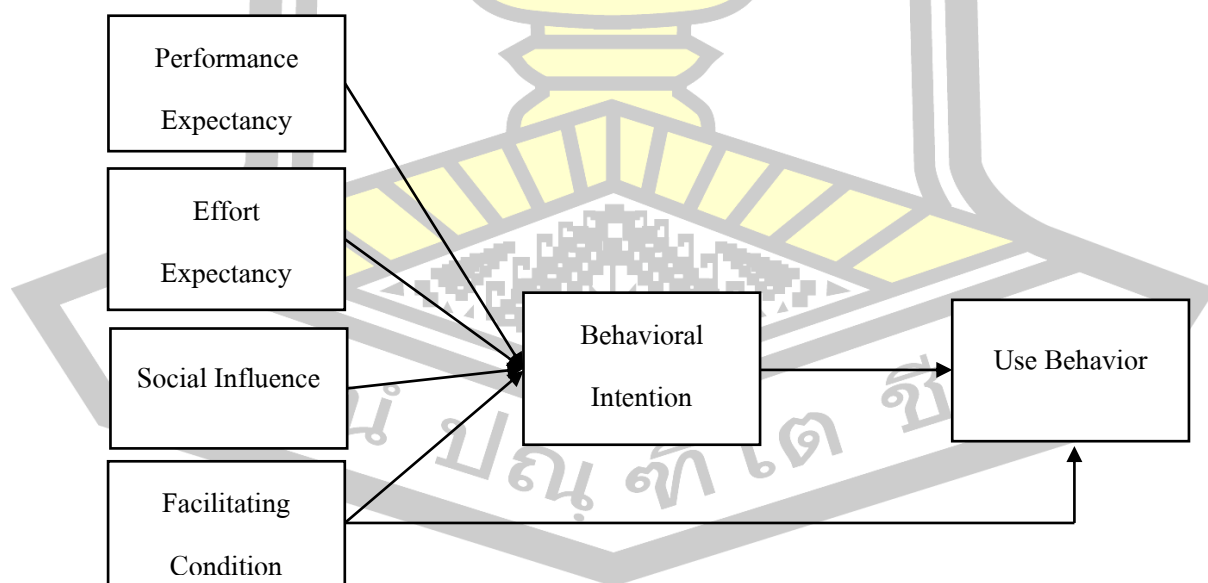 Performance
Expectancy
Effort
Expectancy
Behavioral
Intention
Use Behavior
Social Influence
Facilitating
Condition